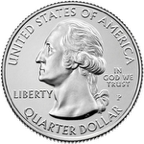 UNITED STATES OF AMERICA
LIBERTY
IN
GOD WE
TRUST
P
QUARTER DOLLAR